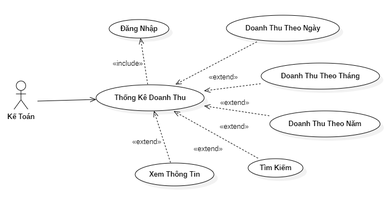 Đăng Nhập
Doanh Thu Theo Ngày
«include»
«extend»
Doanh Thu Theo Tháng
Thống Kê Doanh Thu
«extend»
Kế Toán
Doanh Thu Theo Năm
«extend»
«extend»
«extend»
Xem Thông Tin
Tìm Kiếm